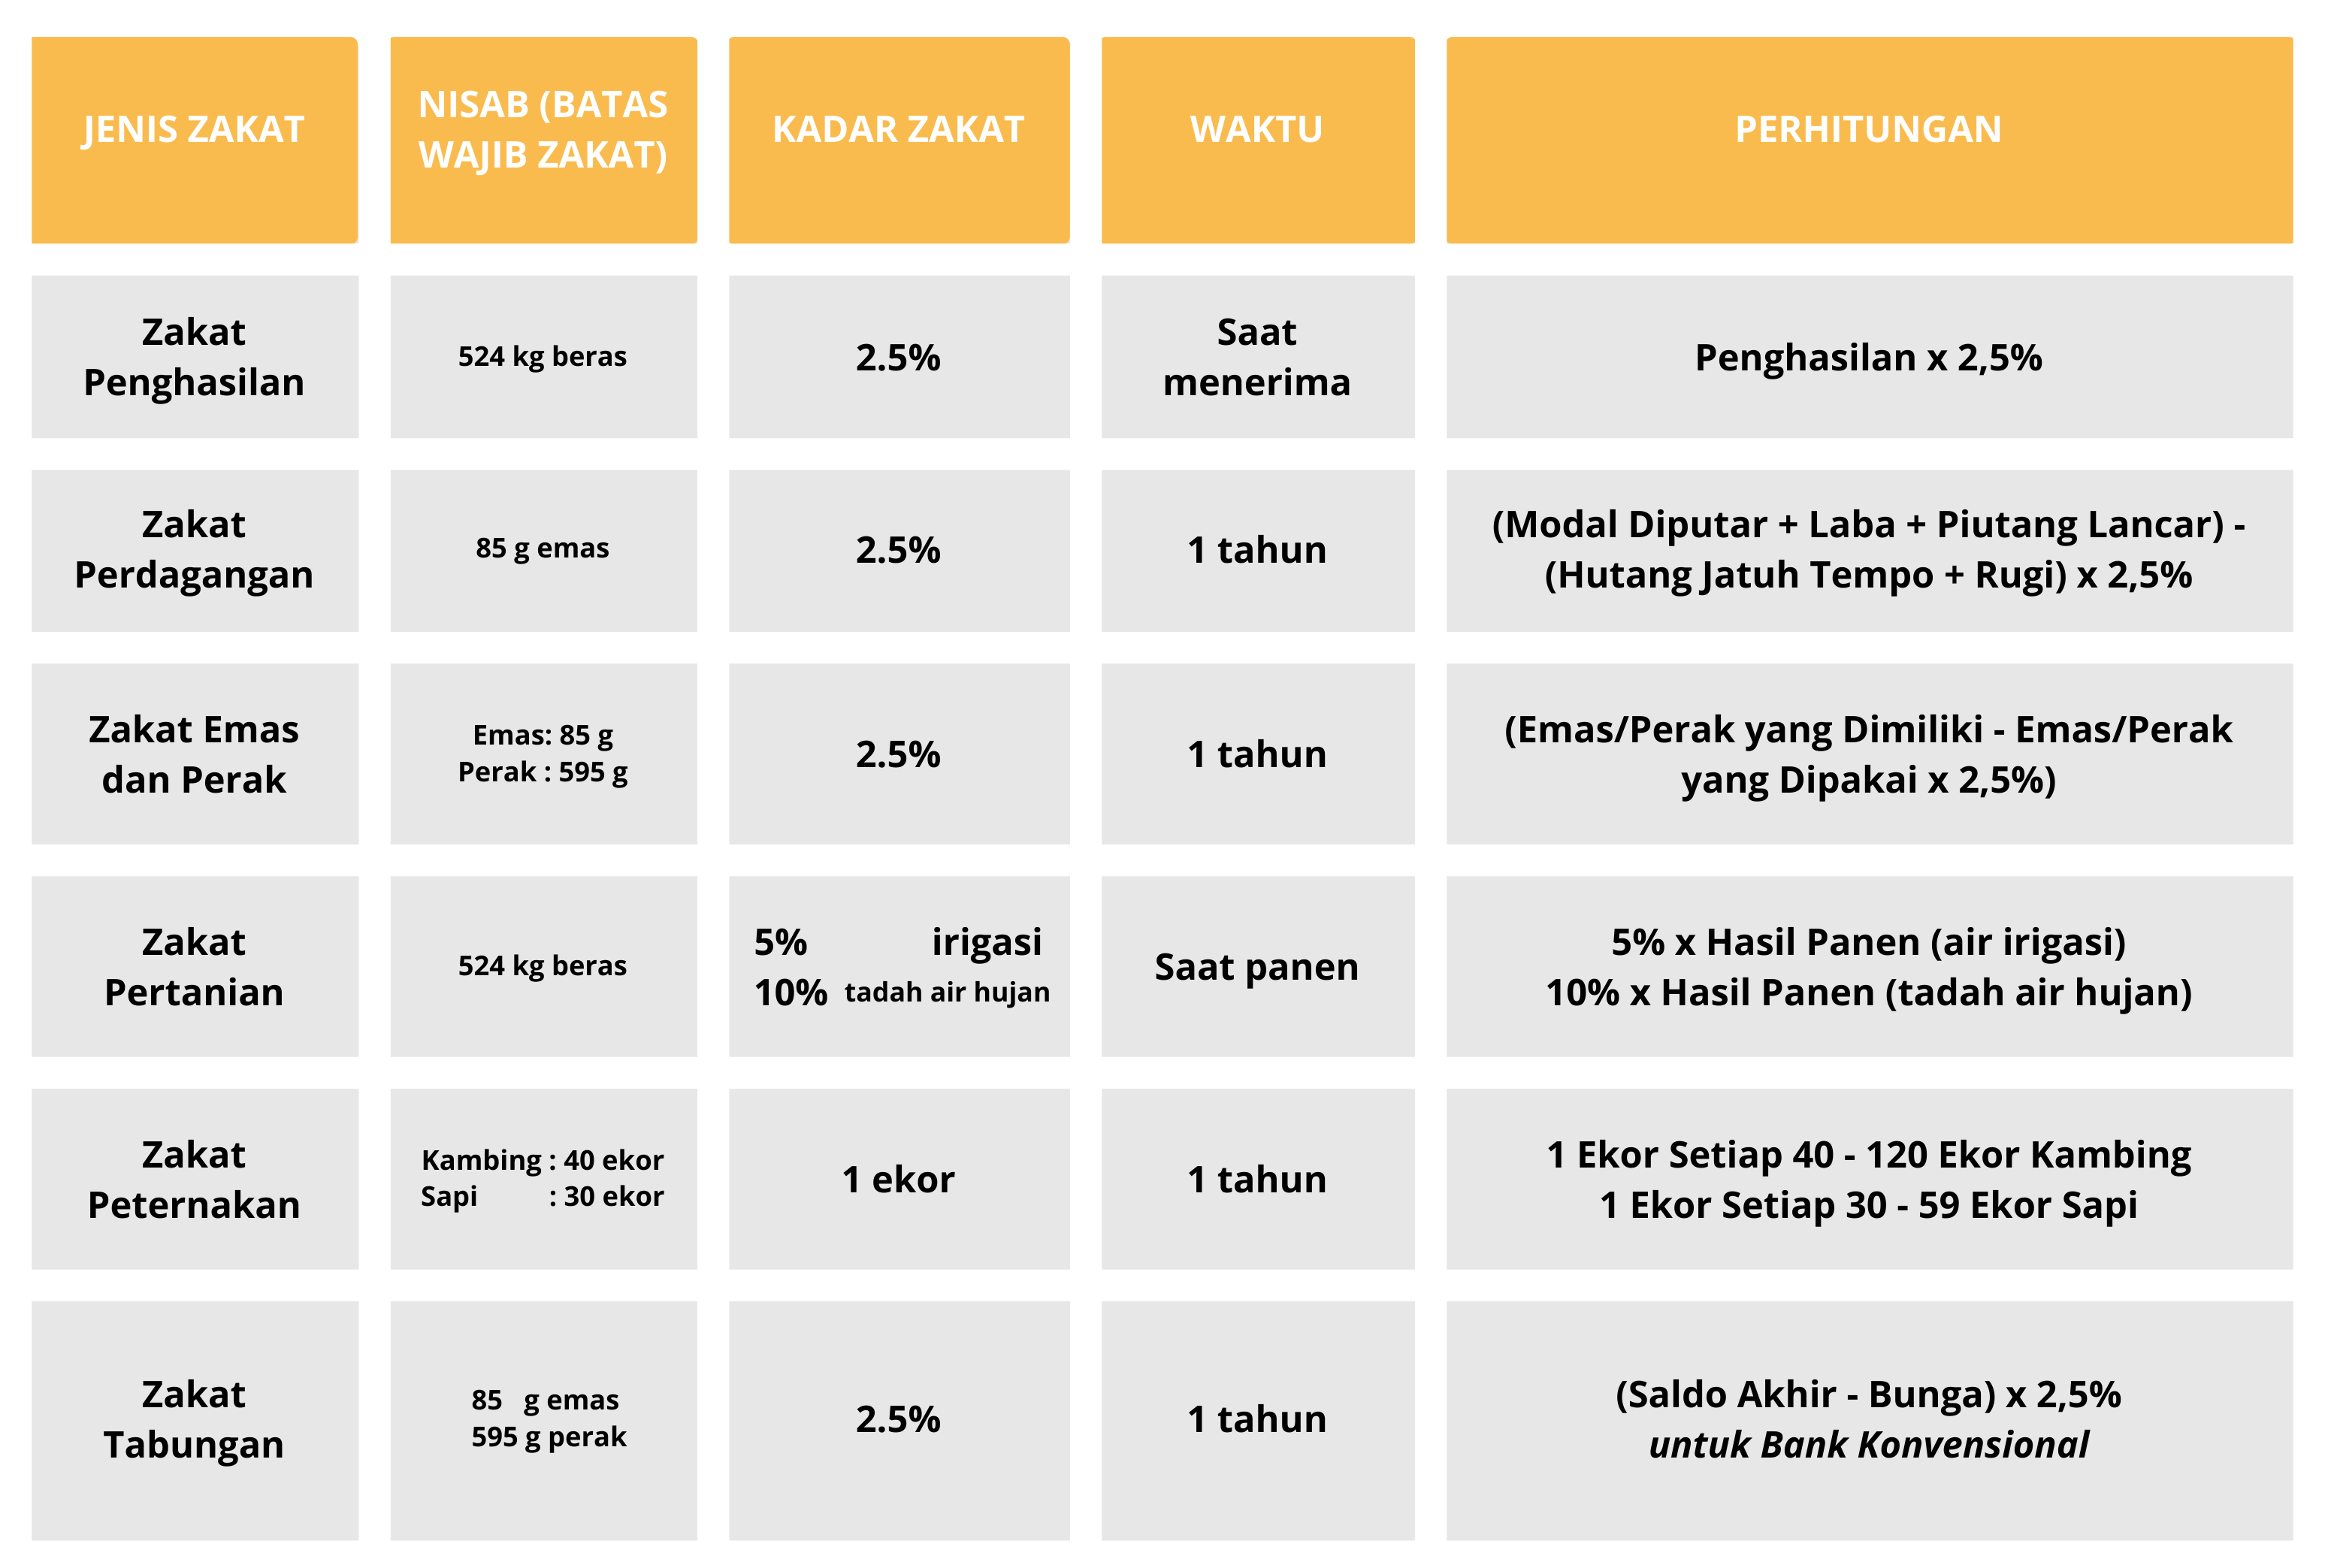 JENIS ZAKAT
NISAB (BATAS
WAJIB ZAKAT)
KADAR ZAKAT
WAKTU
PERHITUNGAN
Zakat
Penghasilan
524 kg beras
2.5%
Saat
menerima
Penghasilan x 2,5%
Zakat
Perdagangan
85 g emas
2.5%
1 tahun
(Modal Diputar + Laba + Piutang Lancar) -
(Hutang Jatuh Tempo + Rugi) x 2,5%
Zakat Emas
dan Perak
Emas: 85 g
Perak : 595 g
2.5%
1 tahun
(Emas/Perak yang Dimiliki - Emas/Perak
yang Dipakai x 2,5%)
Zakat
Pertanian
524 kg beras
5% irigasi
10% tadah air hujan
Saat panen
5% x Hasil Panen (air irigasi)
10% x Hasil Panen (tadah air hujan)
Zakat
Peternakan
Kambing : 40 ekor
Sapi : 30 ekor
1 ekor
1 tahun
1 Ekor Setiap 40 - 120 Ekor Kambing
1 Ekor Setiap 30 - 59 Ekor Sapi
Zakat
Tabungan
85 g emas
595 g perak
2.5%
1 tahun
(Saldo Akhir - Bunga) x 2,5%
untuk Bank Konvensional